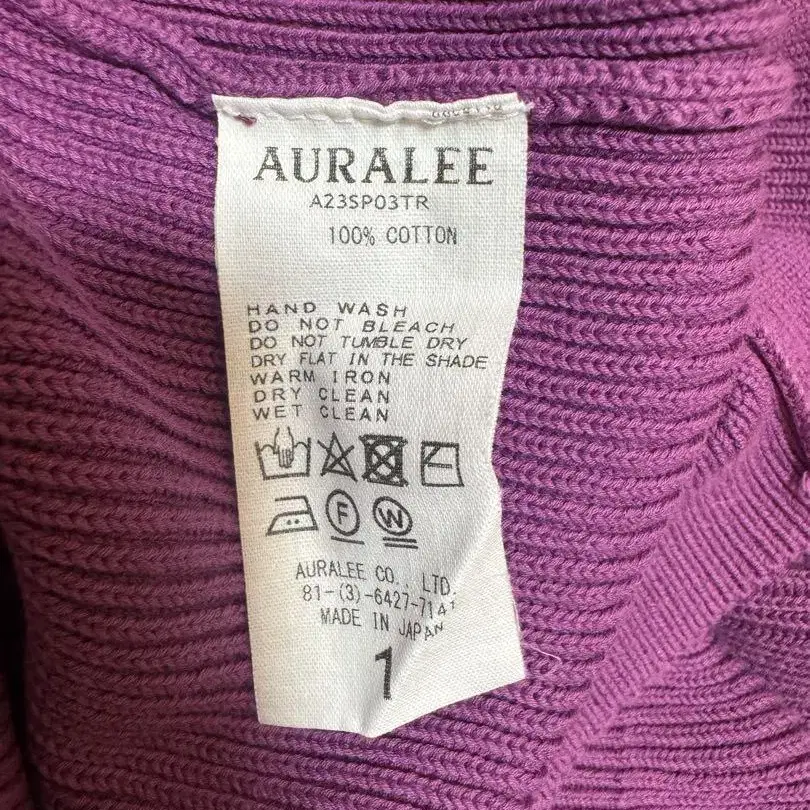 AURALEE
A23SP03TR
100% COTTON
HAND WASH
DO NOT BLEACH
DO NOT TUMBLE DRY
DRY FLAT IN THE SHADE
WARM IRON
DRY CLEAN
WET CLEAN
F W
AURALEE CO., LTD.
81-(3)-6427-7141
MADE IN JAPAN
1